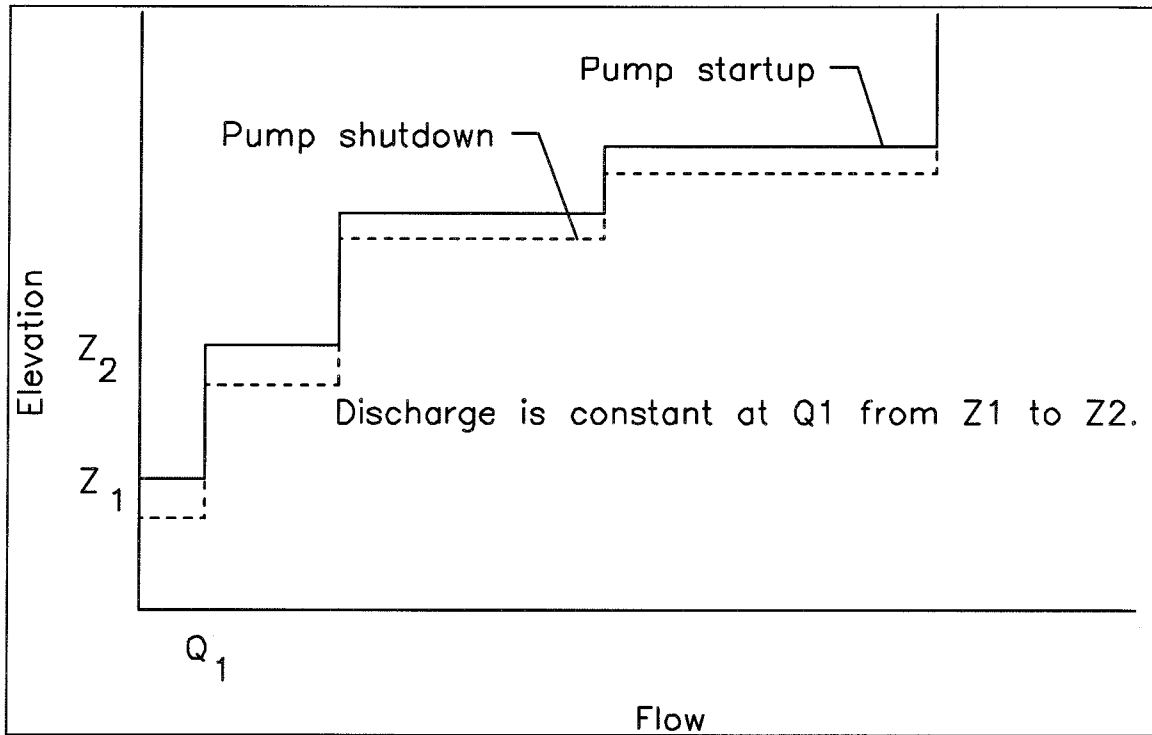 Pump startup
Pump shutdown
Elevation
Z2
Discharge is constant at Q1 from Z1 to Z2.
Z1
Q1
Flow